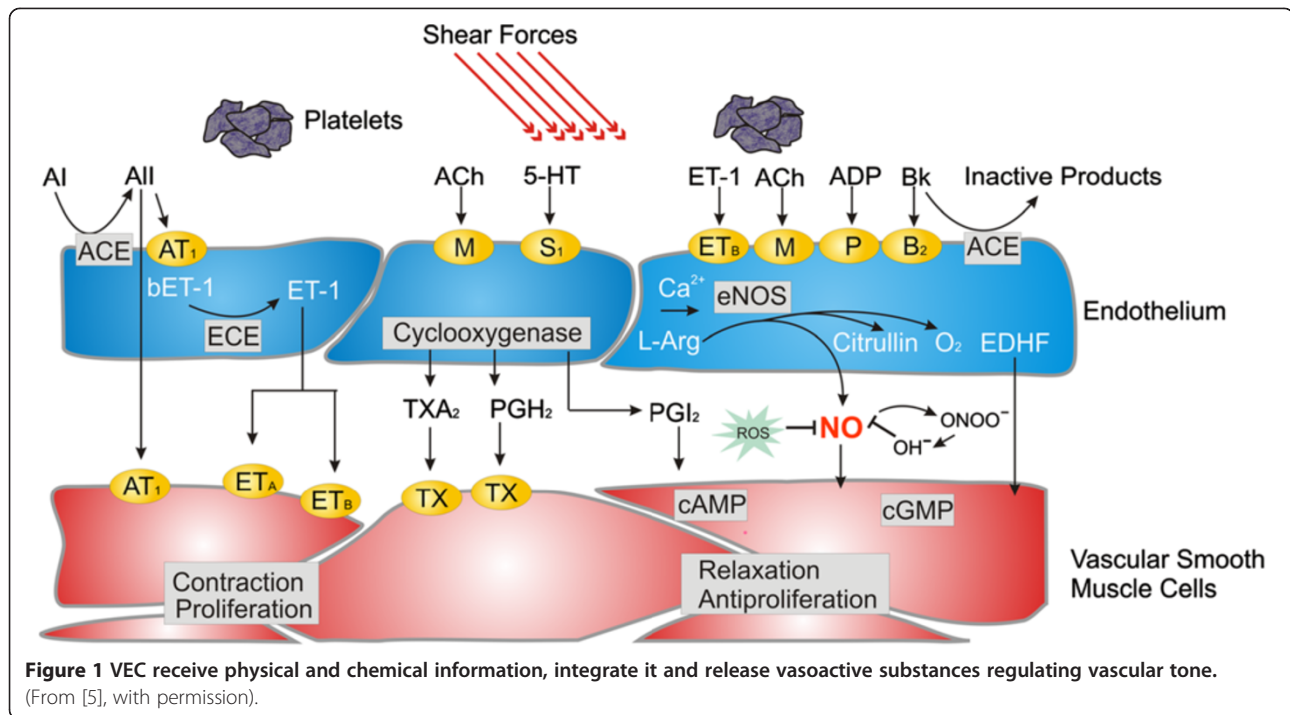 Shear Forces
Platelets
AI
AII
ACh
5-HT
ET-1
ACh
ADP
Bk
Inactive Products
ACE
AT₁
M
S₁
ET_B
M
P
B₂
ACE
bET-1
ET-1
ECE
Cyclooxygenase
Ca²⁺
eNOS
L-Arg
Citrullin
O₂
EDHF
Endothelium
TXA₂
PGH₂
PGI₂
ROS
NO
ONOO⁻
OH⁻
AT₁
ET_A
ET_B
TX
TX
cAMP
cGMP
Contraction
Proliferation
Relaxation
Antiproliferation
Vascular Smooth
Muscle Cells
Figure 1 VEC receive physical and chemical information, integrate it and release vasoactive substances regulating vascular tone.
(From [5], with permission).